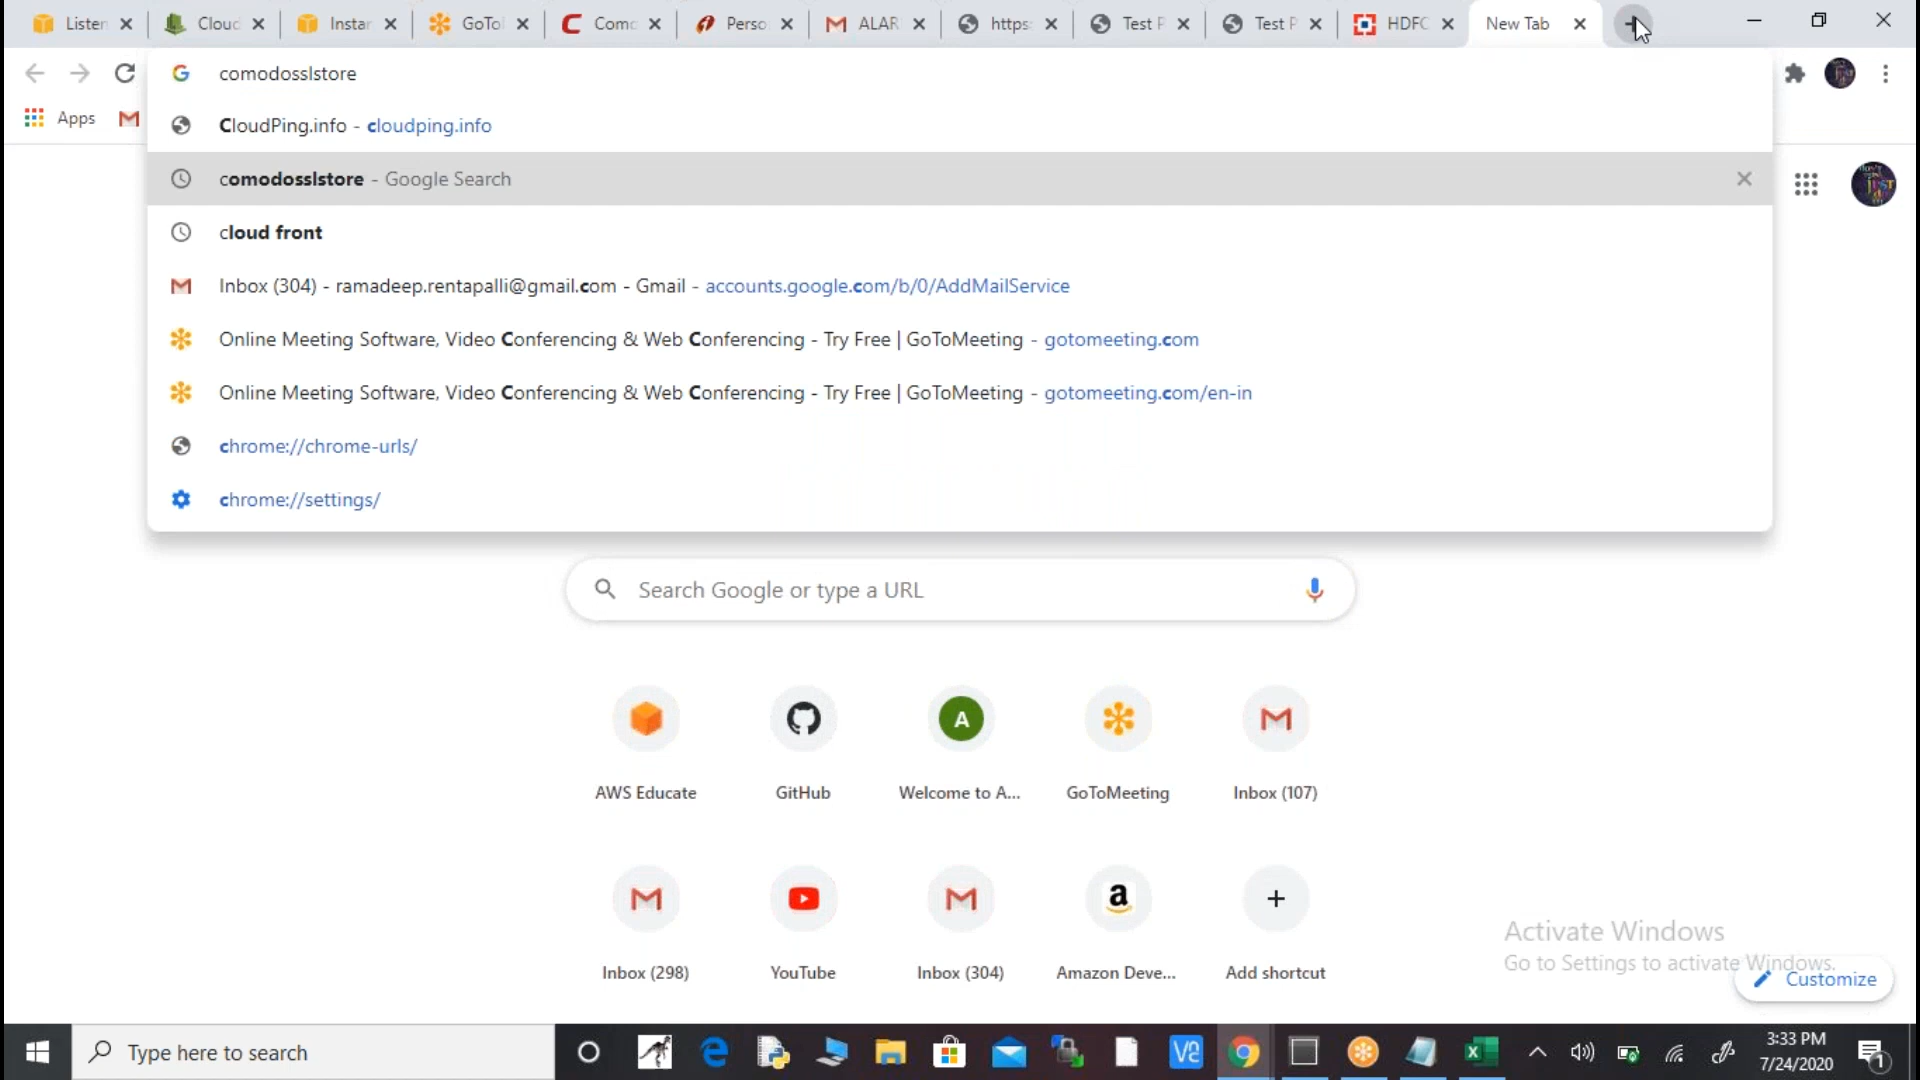 Listen
Cloud
Instan
GoTo
Como
Perso
ALAR
https
Test P
Test P
HDFC
New Tab
comodosslstore
Apps
CloudPing.info - cloudping.info
comodosslstore - Google Search
cloud front
Inbox (304) - ramadeep.rentapalli@gmail.com - Gmail - accounts.google.com/b/0/AddMailService
Online Meeting Software, Video Conferencing & Web Conferencing - Try Free | GoToMeeting - gotomeeting.com
Online Meeting Software, Video Conferencing & Web Conferencing - Try Free | GoToMeeting - gotomeeting.com/en-in
chrome://chrome-urls/
chrome://settings/
Search Google or type a URL
A
AWS Educate
GitHub
Welcome to A...
GoToMeeting
Inbox (107)
Inbox (298)
YouTube
Inbox (304)
Amazon Deve...
Add shortcut
Activate Windows
Go to Settings to activate Windows.
Customize
Type here to search
3:33 PM
7/24/2020
1